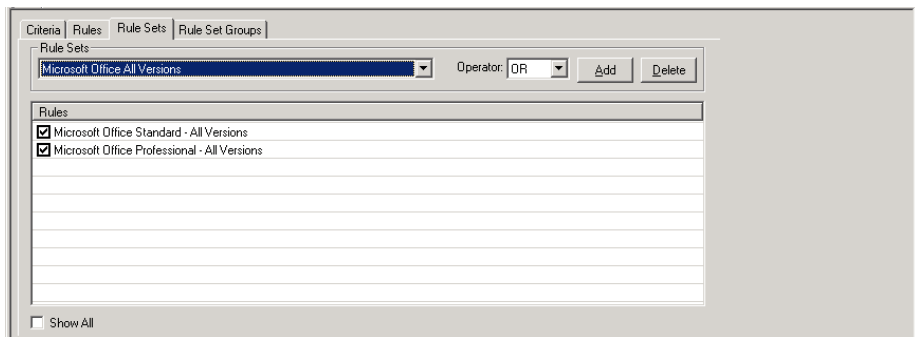 Criteria Rules Rule Sets Rule Set Groups
Rule Sets
Microsoft Office All Versions Operator: OR Add Delete
Rules
Microsoft Office Standard - All Versions
Microsoft Office Professional - All Versions
Show All